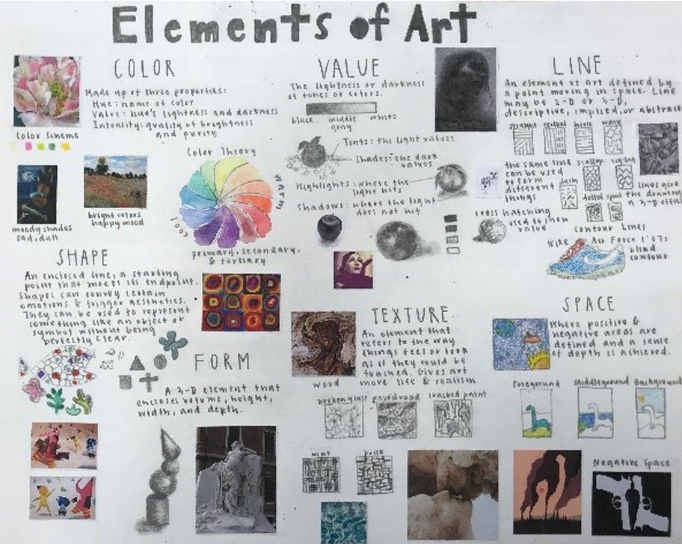 Elements of Art
COLOR
Made up of three properties:
Hue: name of color
Value: hue's lightness and darkness
Intensity: quality of brightness
and purity
color scheme
Color Theory
warm
cool
moody shades
sad, dust
bright colors
happy mood
primary, secondary,
& tertiary
VALUE
The lightness or darkness
of tones or colors.
black middle white
gray
Tints: the light values
Shades: the dark
values
Highlights: where the
light hits
Shadows: where the light
does not hit
cross hatching
used to show
value
LINE
An element of art defined by
a point moving in space. Line
may be 2-D or 3-D,
descriptive, implied, or abstract
the same line
can be used
to form
different
things
lines give
the drawing
a 3-D effect
Contour Lines
Nike Air Force 1 '07s
blind
contour
SHAPE
An enclosed line, a starting
point that meets its endpoint.
Shapes can convey certain
emotions & trigger aesthetics.
They can be used to represent
something like an object or
symbol without being
perfectly clear.
FORM
A 3-D element that
encloses volume, height,
width, and depth.
TEXTURE
An element that
refers to the way
things feel or look
as if they could be
touched. Gives art
more life & realism.
wood
broken glass paved road cracked paint
mat brick
SPACE
Where positive &
negative areas are
defined and a sense
of depth is achieved.
Foreground Middleground Background
Negative Space